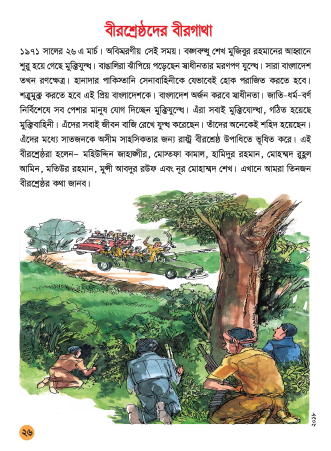 বীরশ্রেষ্ঠদের বীরগাথা
১৯৭১ সালের ২৬ এ মার্চ। অবিস্মরণীয় সেই সময়। বঙ্গবন্ধু শেখ মুজিবুর রহমানের আহ্বানে
শুরু হয়ে গেছে মুক্তিযুদ্ধ। বাঙালিরা ঝাঁপিয়ে পড়েছেন স্বাধীনতার মরণপণ যুদ্ধে। সারা বাংলাদেশ
তখন রণক্ষেত্র। হানাদার পাকিস্তানি সেনাবাহিনীকে যেভাবেই হোক পরাজিত করতে হবে।
শত্রুমুক্ত করতে হবে এই প্রিয় বাংলাদেশকে। বাংলাদেশ অর্জন করবে স্বাধীনতা। জাতি-ধর্ম-বর্ণ
নির্বিশেষে সব পেশার মানুষ যোগ দিচ্ছেন মুক্তিযুদ্ধে। এঁরা সবাই মুক্তিযোদ্ধা, গঠিত হয়েছে
মুক্তিবাহিনী। এঁদের সবাই জীবন বাজি রেখে যুদ্ধ করেছেন। তাঁদের অনেকেই শহিদ হয়েছেন।
এঁদের মধ্যে সাতজনকে অসীম সাহসিকতার জন্য রাষ্ট্র বীরশ্রেষ্ঠ উপাধিতে ভূষিত করে। এই
বীরশ্রেষ্ঠরা হলেন– মহিউদ্দিন জাহাঙ্গীর, মোস্তফা কামাল, হামিদুর রহমান, মোহম্মদ রুহুল
আমিন, মতিউর রহমান, মুন্সী আবদুর রউফ এবং নূর মোহাম্মদ শেখ। এখানে আমরা তিনজন
বীরশ্রেষ্ঠর কথা জানব।
২৬
২০১৮